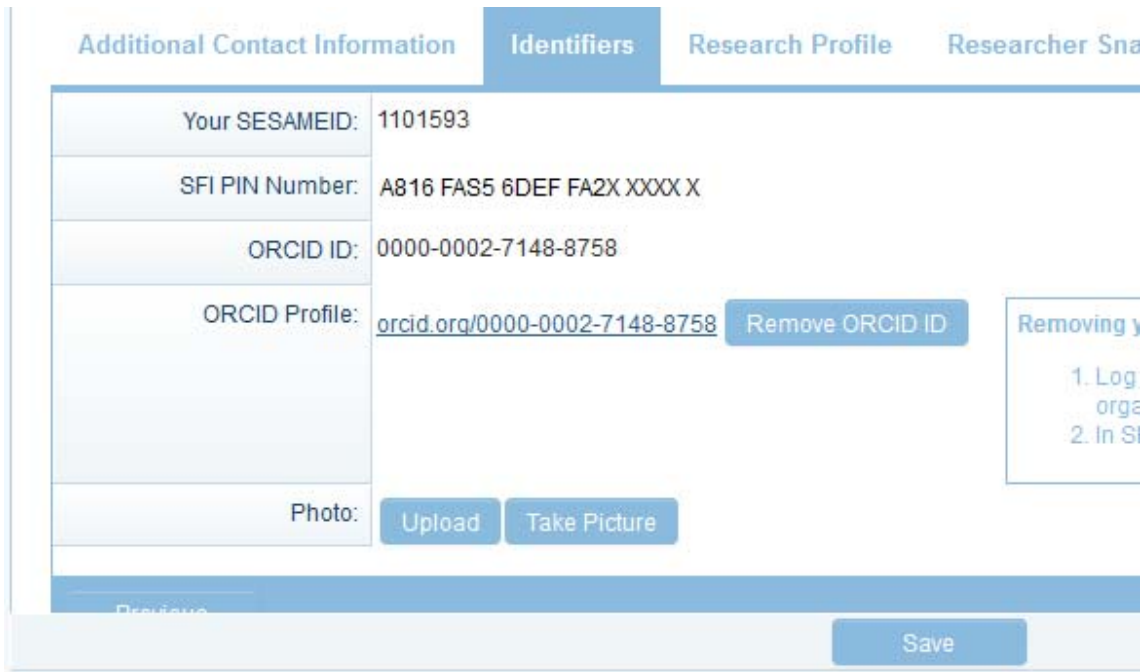 Additional Contact Information Identifiers Research Profile Researcher Sna
Your SESAMEID: 1101593
SFI PIN Number: A816 FAS5 6DEF FA2X XXXX X
ORCID ID: 0000-0002-7148-8758
ORCID Profile: orcid.org/0000-0002-7148-8758 Remove ORCID ID
Removing y
1. Log
orga
2. In S
Photo: Upload Take Picture
Previous
Save